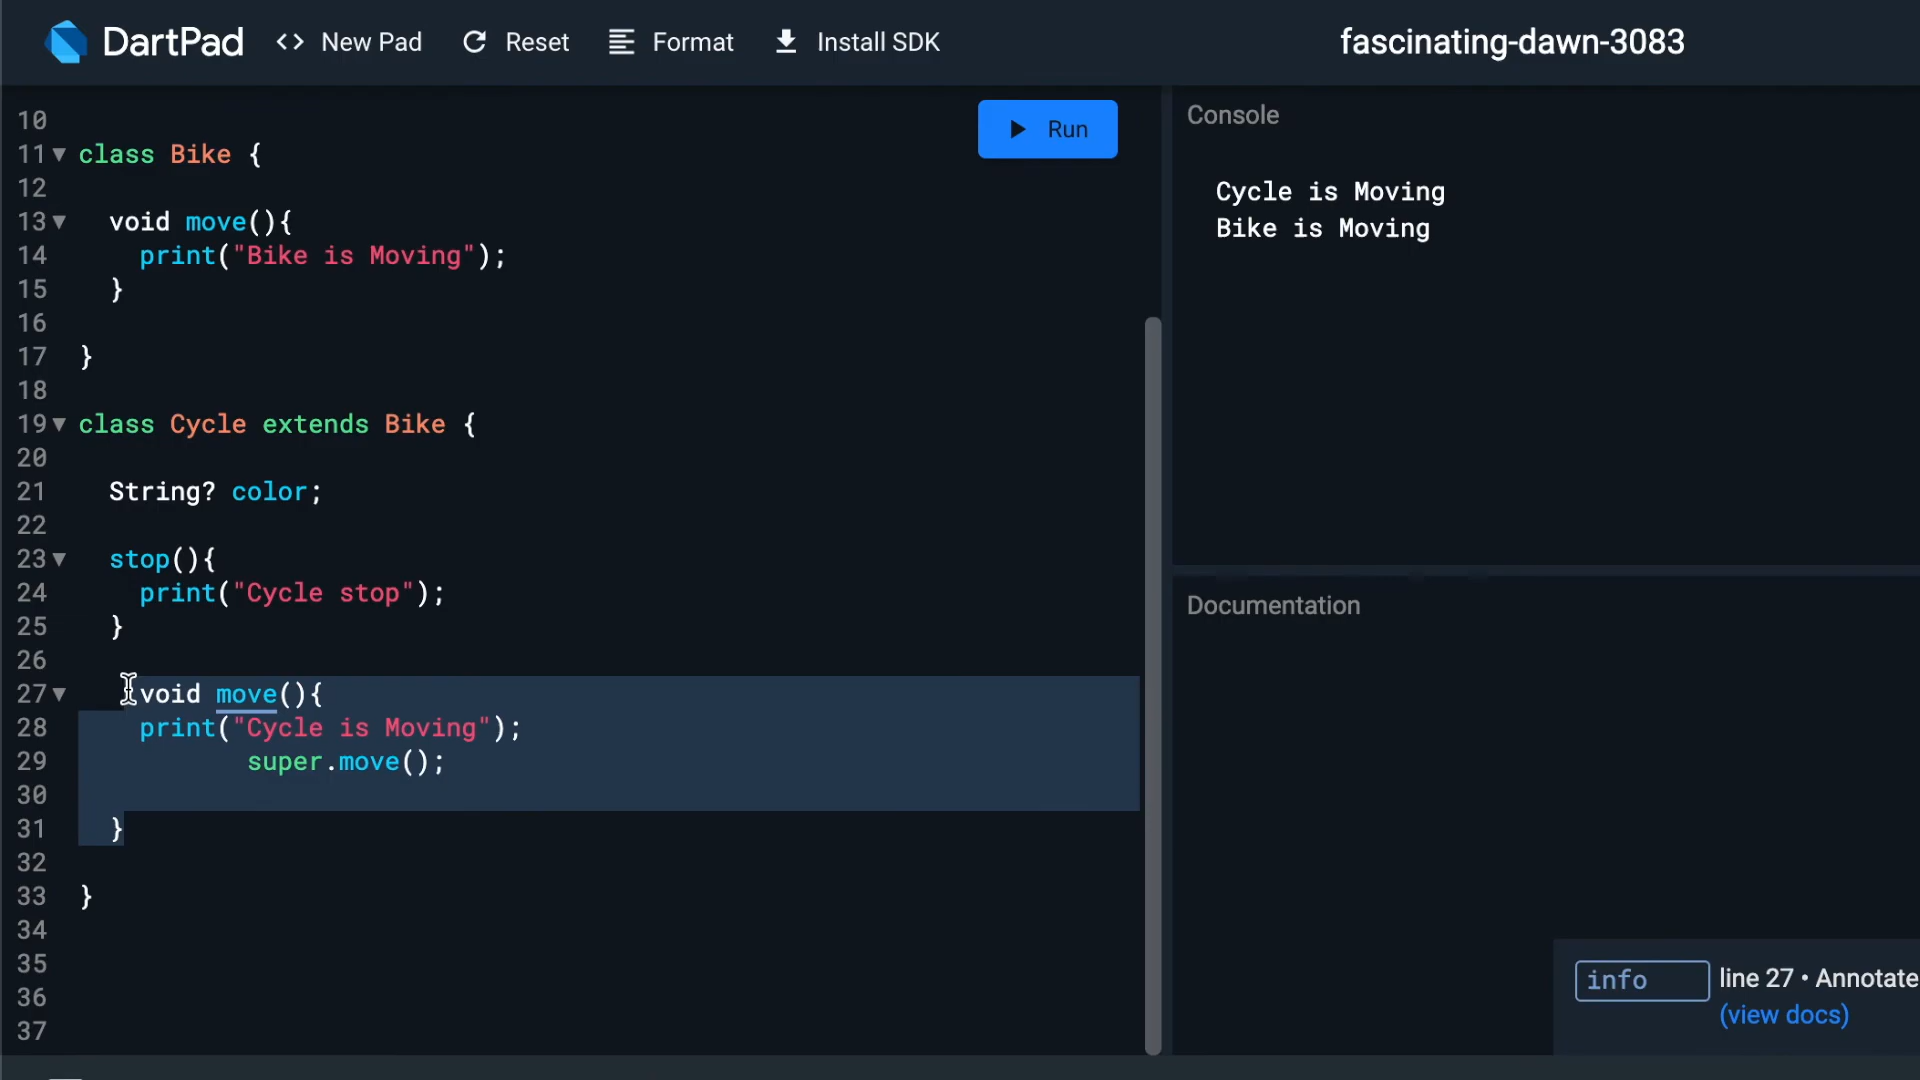 DartPad <> New Pad Reset Format Install SDK fascinating-dawn-3083
Run
10
11 class Bike {
12
13 void move(){
14 print("Bike is Moving");
15 }
16
17 }
18
19 class Cycle extends Bike {
20
21 String? color;
22
23 stop(){
24 print("Cycle stop");
25 }
26
27 void move(){
28 print("Cycle is Moving");
29 super.move();
30
31 }
32
33 }
34
35
36
37
Console
Cycle is Moving
Bike is Moving
Documentation
info line 27 • Annotate
(view docs)